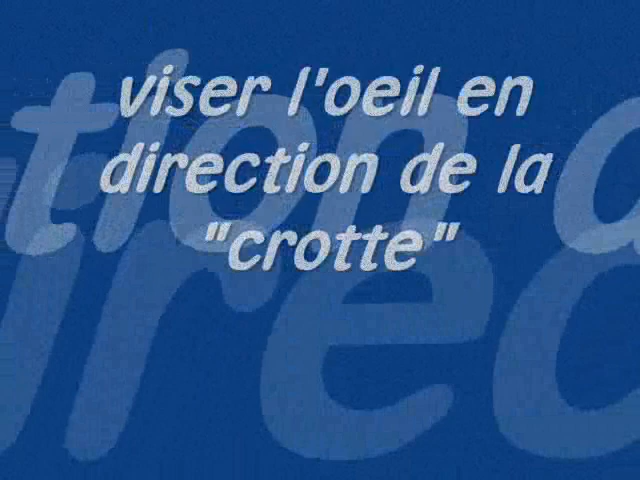 viser l'oeil en
direction de la
"crotte"